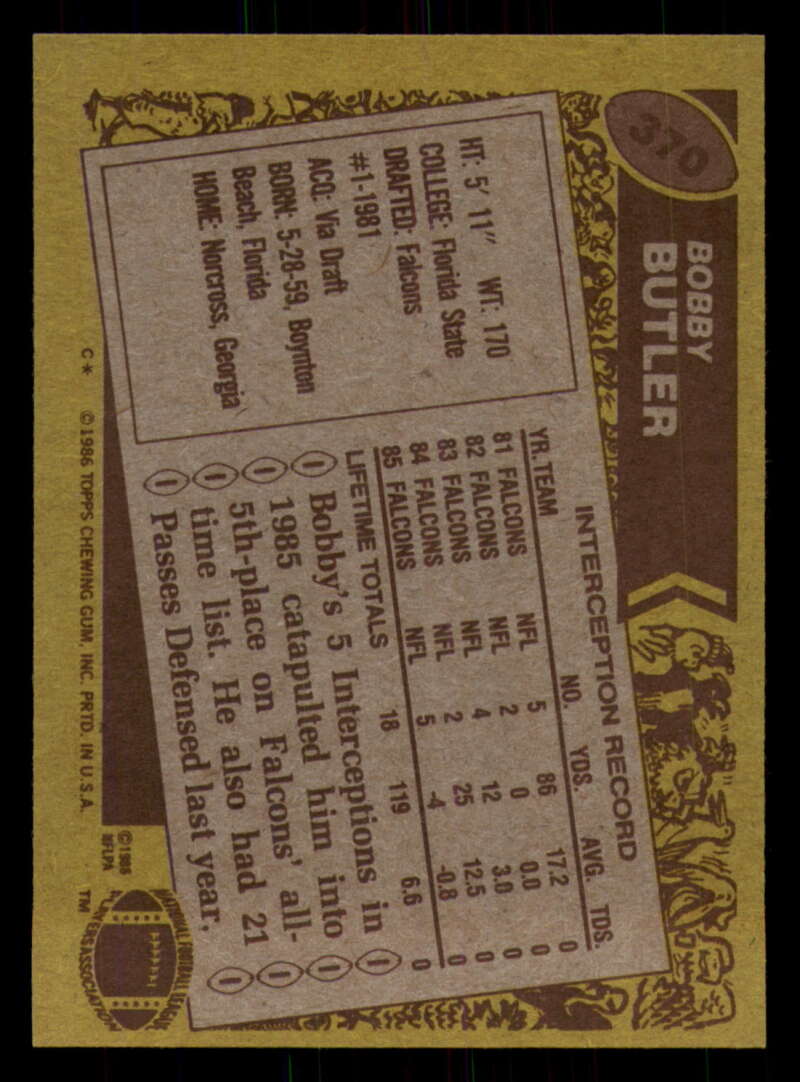 370
BOBBY
BUTLER
HT: 5' 11" WT: 170
COLLEGE: Florida State
DRAFTED: Falcons
#1-1981
ACQ: Via Draft
BORN: 5-28-59, Boynton
Beach, Florida
HOME: Norcross, Georgia
INTERCEPTION RECORD
YR. TEAM NO. YDS. AVG. TDS.
81 FALCONS NFL 5 86 17.2 0
82 FALCONS NFL 2 0 0.0 0
83 FALCONS NFL 4 12 3.0 0
84 FALCONS NFL 2 25 12.5 0
85 FALCONS NFL 5 -4 -0.8 0
LIFETIME TOTALS 18 119 6.6 0
Bobby's 5 Interceptions in
1985 catapulted him into
5th-place on Falcons' all-
time list. He also had 21
Passes Defensed last year.
C* ©1986 TOPPS CHEWING GUM, INC. PRTD. IN U.S.A.
©1986
NFLPA
NATIONAL FOOTBALL LEAGUE
PLAYERS ASSOCIATION
TM